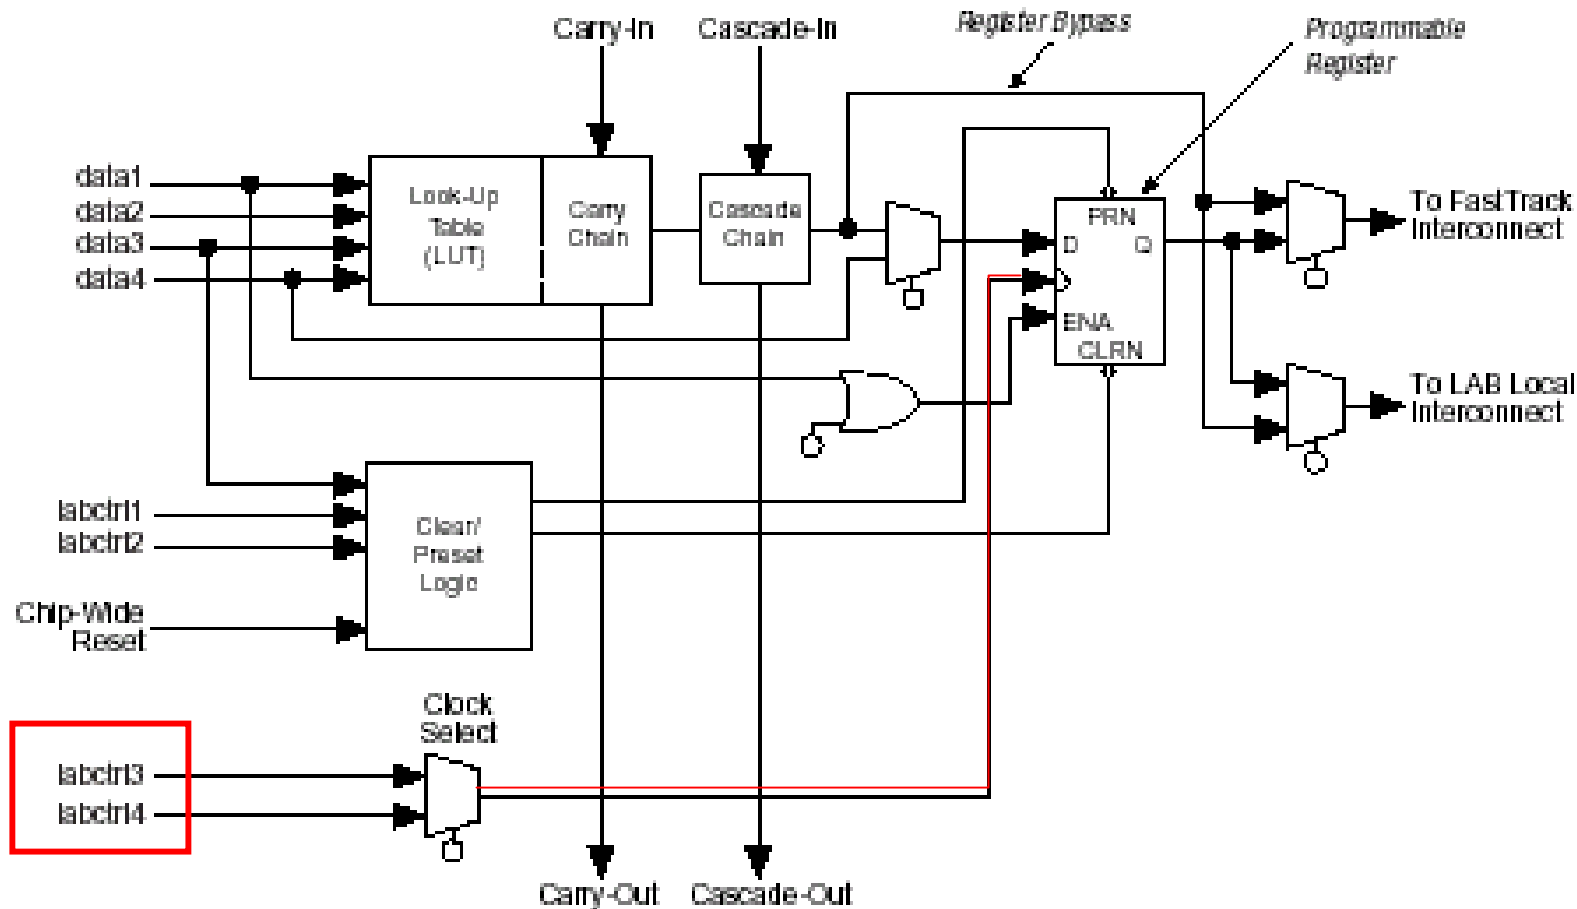 Carry-In
Cascade-In
Register Bypass
Programmable
Register
data1
data2
data3
data4
Look-Up
Table
(LUT)
Carry
Chain
Cascade
Chain
PRN
D
Q
ENA
CLRN
To FastTrack
Interconnect
To LAB Local
Interconnect
labctrl1
labctrl2
Clear/
Preset
Logic
Chip-Wide
Reset
Clock
Select
labctrl3
labctrl4
Carry-Out
Cascade-Out